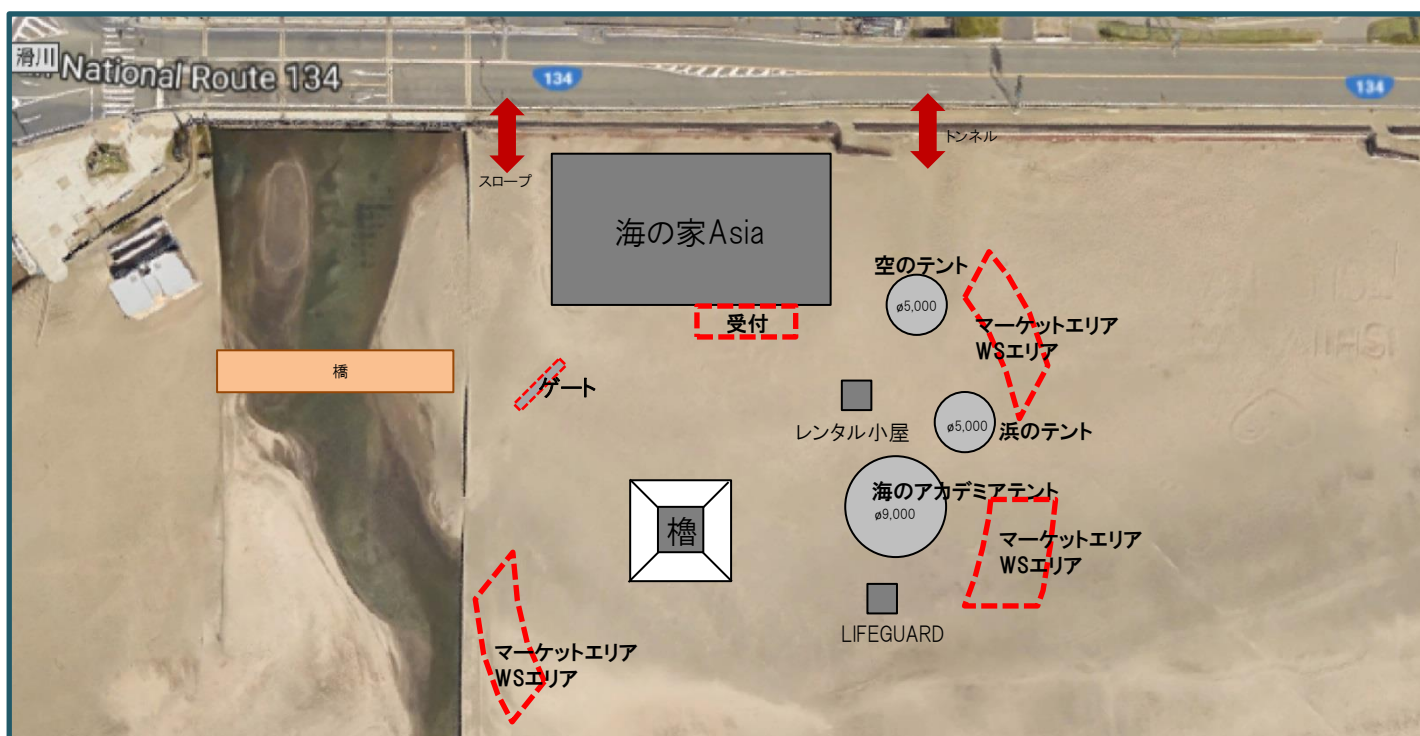 滑川
National Route 134
134
134
スロープ
トンネル
海の家Asia
空のテント
ø5,000
受付
マーケットエリア
WSエリア
橋
ゲート
レンタル小屋
ø5,000
浜のテント
海のアカデミアテント
ø9,000
櫓
マーケットエリア
WSエリア
LIFEGUARD
マーケットエリア
WSエリア